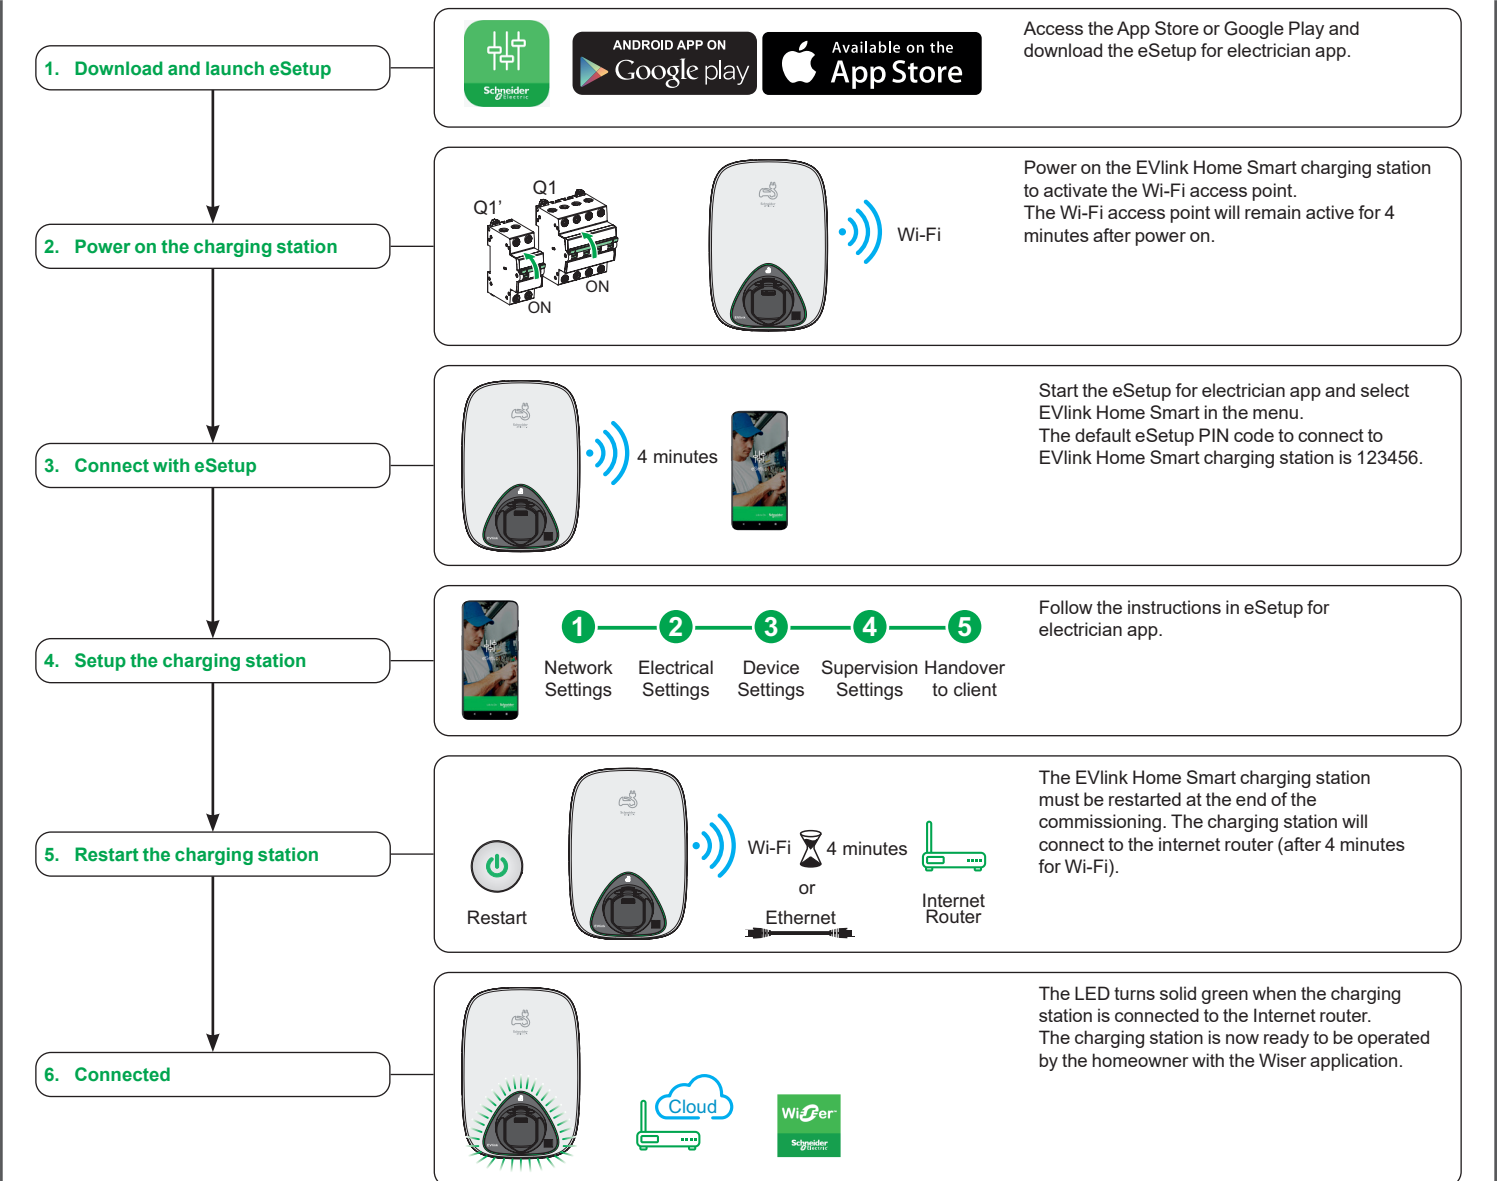 1. Download and launch eSetup
Schneider
Electric
ANDROID APP ON
Google play
Available on the
App Store
Access the App Store or Google Play and
download the eSetup for electrician app.
2. Power on the charging station
Q1'
Q1
ON
ON
Wi-Fi
Power on the EVlink Home Smart charging station
to activate the Wi-Fi access point.
The Wi-Fi access point will remain active for 4
minutes after power on.
3. Connect with eSetup
4 minutes
Start the eSetup for electrician app and select
EVlink Home Smart in the menu.
The default eSetup PIN code to connect to
EVlink Home Smart charging station is 123456.
4. Setup the charging station
1 2 3 4 5
Network Settings
Electrical Settings
Device Settings
Supervision Settings
Handover to client
Follow the instructions in eSetup for
electrician app.
5. Restart the charging station
Restart
Wi-Fi 4 minutes
or
Ethernet
Internet
Router
The EVlink Home Smart charging station
must be restarted at the end of the
commissioning. The charging station will
connect to the internet router (after 4 minutes
for Wi-Fi).
6. Connected
Cloud
Wiser
Schneider
Electric
The LED turns solid green when the charging
station is connected to the Internet router.
The charging station is now ready to be operated
by the homeowner with the Wiser application.